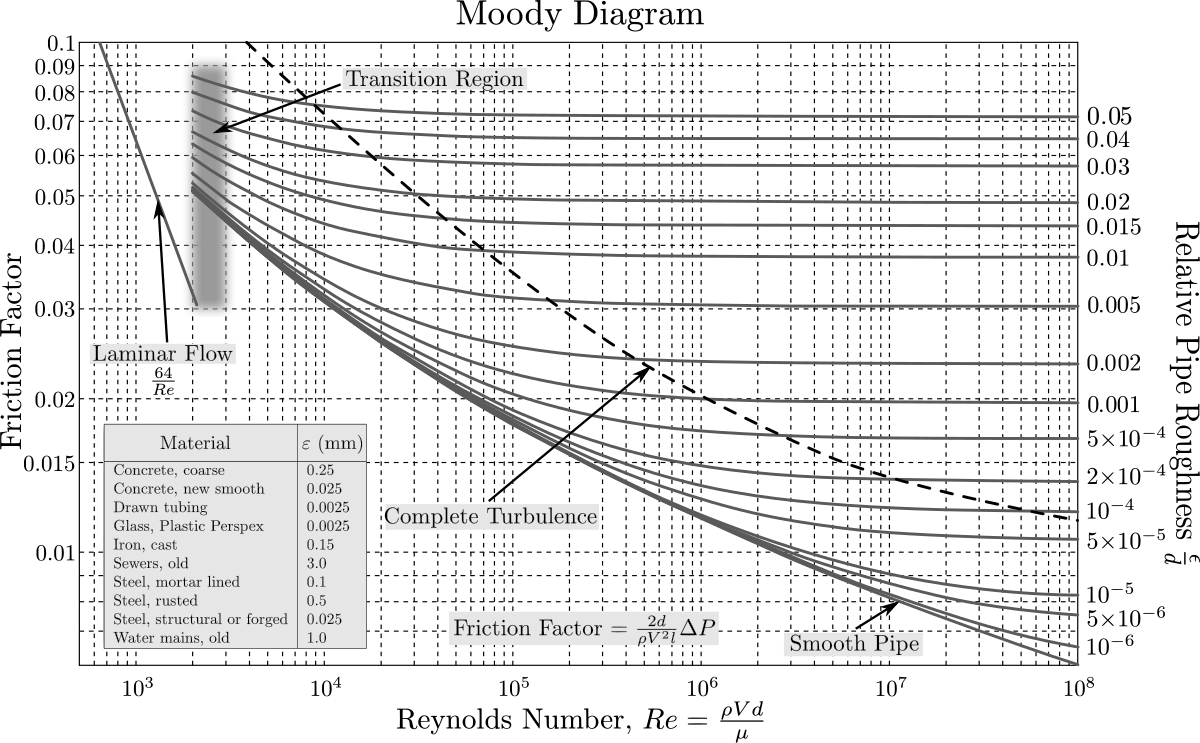 Moody Diagram
0.1
0.09
0.08
0.07
0.06
0.05
0.04
0.03
0.02
0.015
0.01
Friction Factor
Transition Region
Laminar Flow
64/Re
Complete Turbulence
Smooth Pipe
Friction Factor = 2d/ρV²l ΔP
Material ε (mm)
Concrete, coarse 0.25
Concrete, new smooth 0.025
Drawn tubing 0.0025
Glass, Plastic Perspex 0.0025
Iron, cast 0.15
Sewers, old 3.0
Steel, mortar lined 0.1
Steel, rusted 0.5
Steel, structural or forged 0.025
Water mains, old 1.0
0.05
0.04
0.03
0.02
0.015
0.01
0.005
0.002
0.001
5×10⁻⁴
2×10⁻⁴
10⁻⁴
5×10⁻⁵
10⁻⁵
5×10⁻⁶
10⁻⁶
Relative Pipe Roughness ϵ/d
10³ 10⁴ 10⁵ 10⁶ 10⁷ 10⁸
Reynolds Number, Re = ρVd/μ